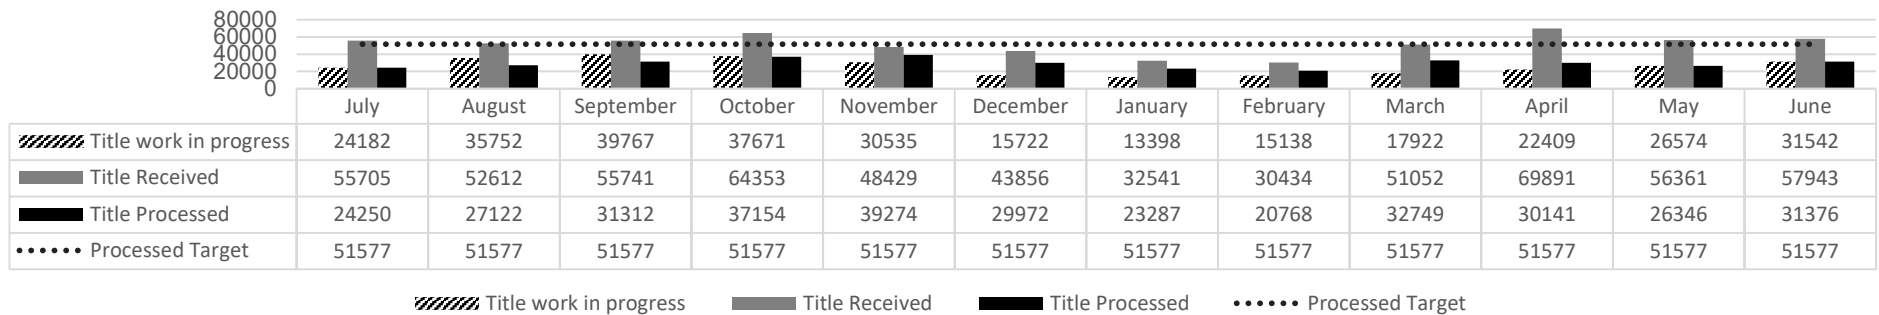 80000
60000
40000
20000
0
July August September October November December January February March April May June
Title work in progress 24182 35752 39767 37671 30535 15722 13398 15138 17922 22409 26574 31542
Title Received 55705 52612 55741 64353 48429 43856 32541 30434 51052 69891 56361 57943
Title Processed 24250 27122 31312 37154 39274 29972 23287 20768 32749 30141 26346 31376
Processed Target 51577 51577 51577 51577 51577 51577 51577 51577 51577 51577 51577 51577
Title work in progress Title Received Title Processed Processed Target